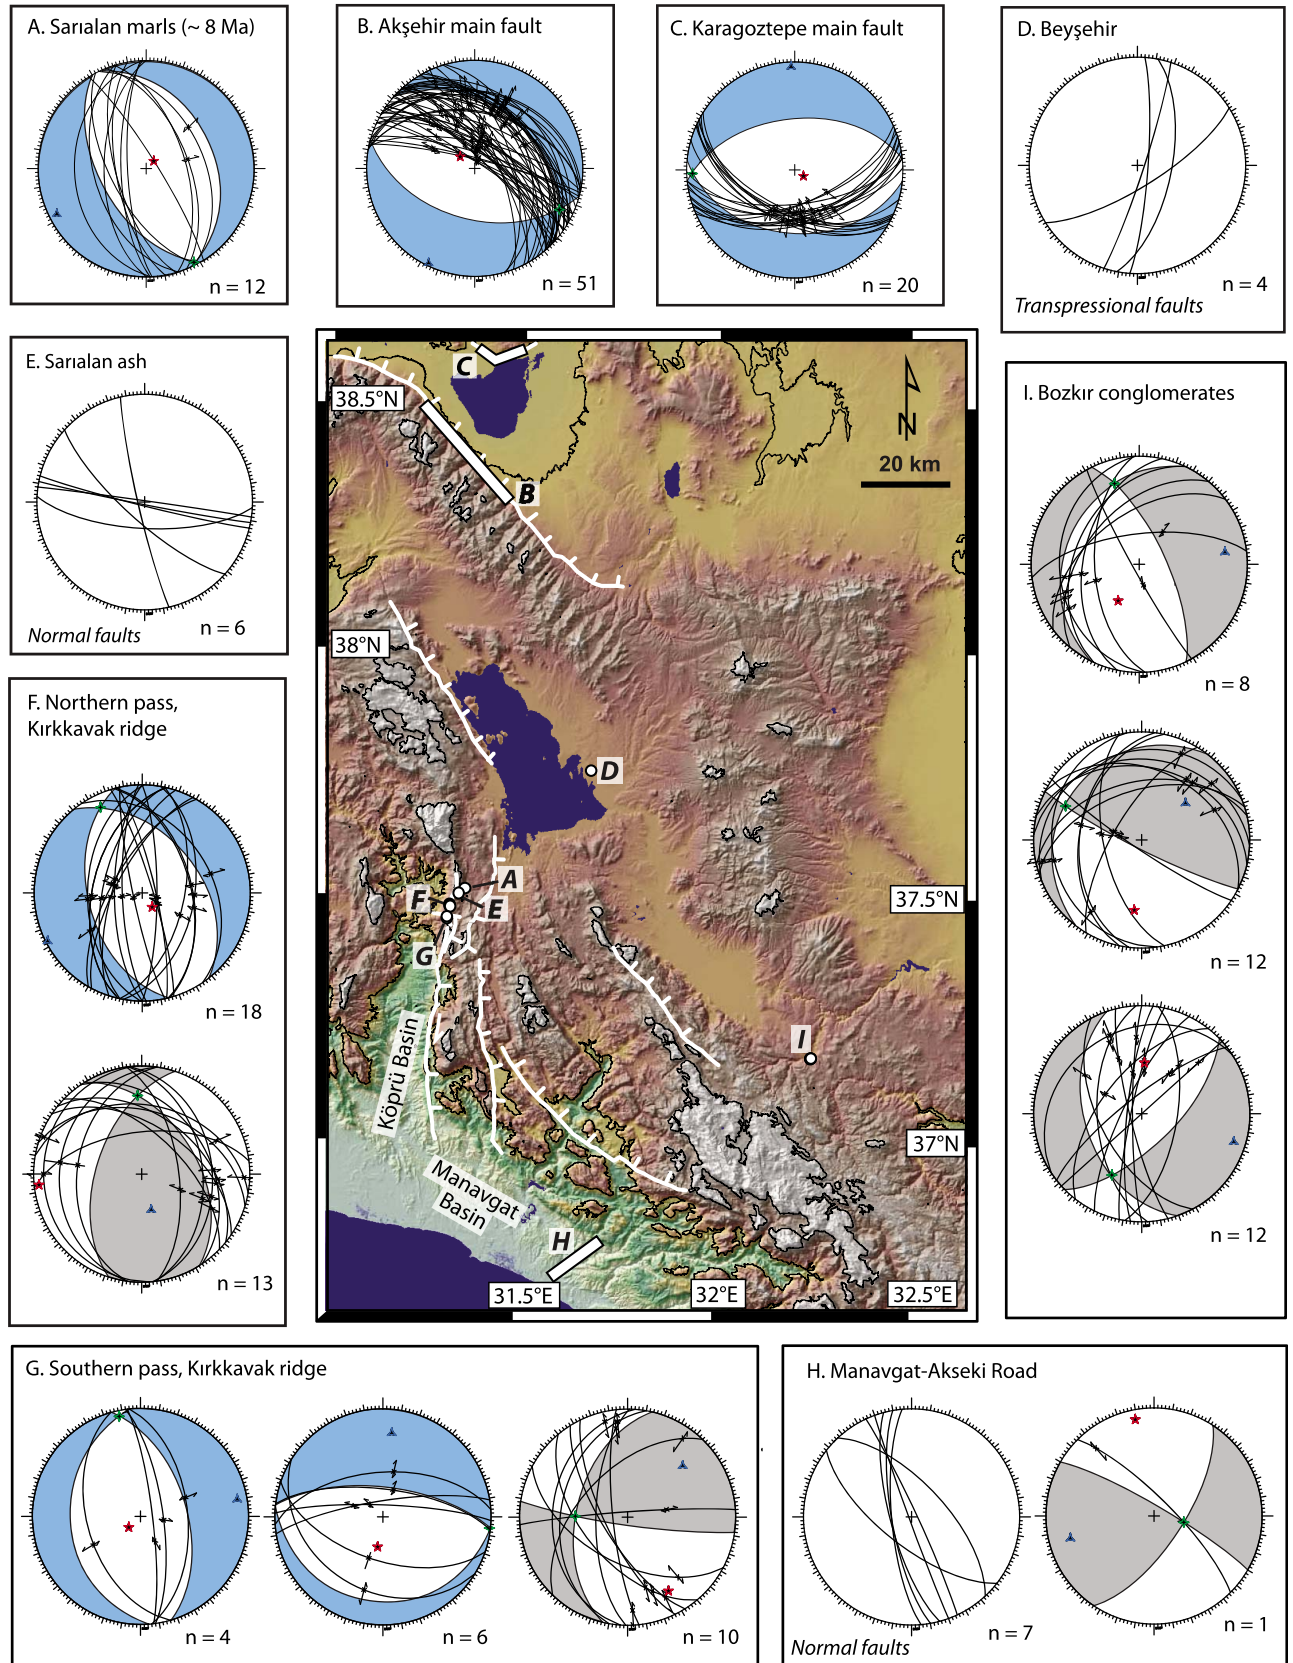 A. Sarıalan marls (~ 8 Ma)
n = 12
B. Akşehir main fault
n = 51
C. Karagoztepe main fault
n = 20
D. Beyşehir
Transpressional faults
n = 4
E. Sarıalan ash
Normal faults
n = 6
F. Northern pass,
Kırkkavak ridge
n = 18
n = 13
C
38.5°N
N
20 km
B
38°N
D
A
37.5°N
F
E
G
I
Köprü Basin
37°N
Manavgat
Basin
H
31.5°E
32°E
32.5°E
I. Bozkır conglomerates
n = 8
n = 12
n = 12
G. Southern pass, Kırkkavak ridge
n = 4
n = 6
n = 10
H. Manavgat-Akseki Road
Normal faults
n = 7
n = 1